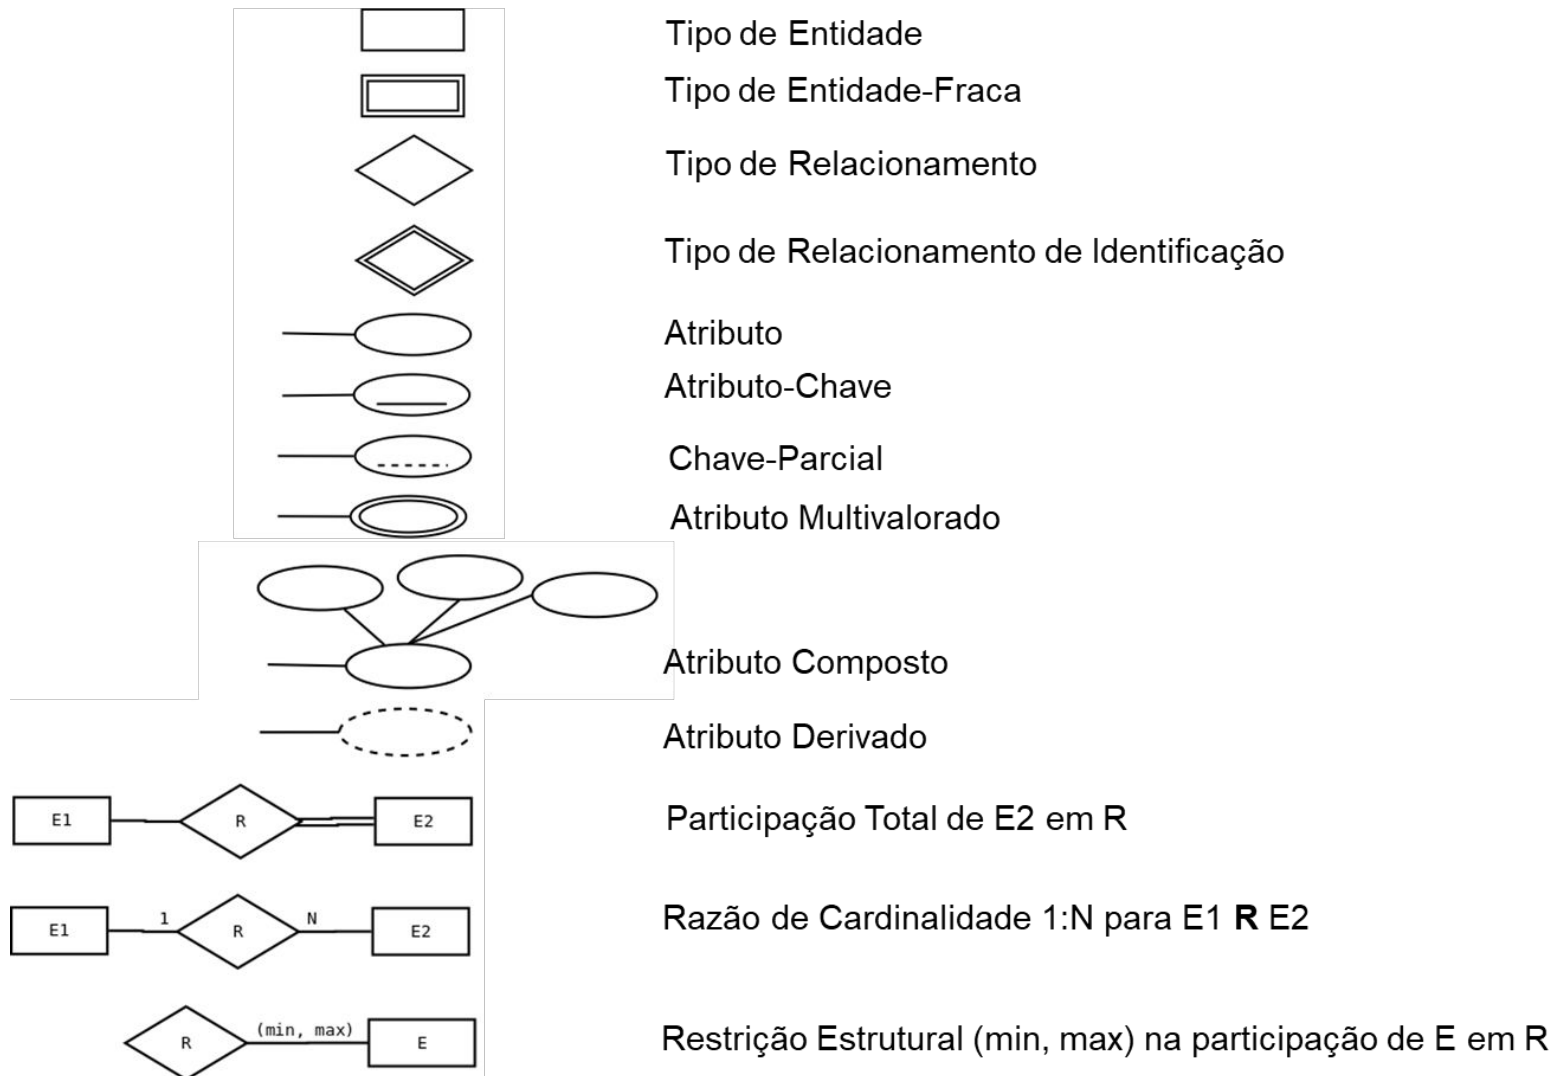 Tipo de Entidade
Tipo de Entidade-Fraca
Tipo de Relacionamento
Tipo de Relacionamento de Identificação
Atributo
Atributo-Chave
Chave-Parcial
Atributo Multivalorado
Atributo Composto
Atributo Derivado
E1 R E2 Participação Total de E2 em R
E1 1 R N E2 Razão de Cardinalidade 1:N para E1 R E2
R (min, max) E Restrição Estrutural (min, max) na participação de E em R